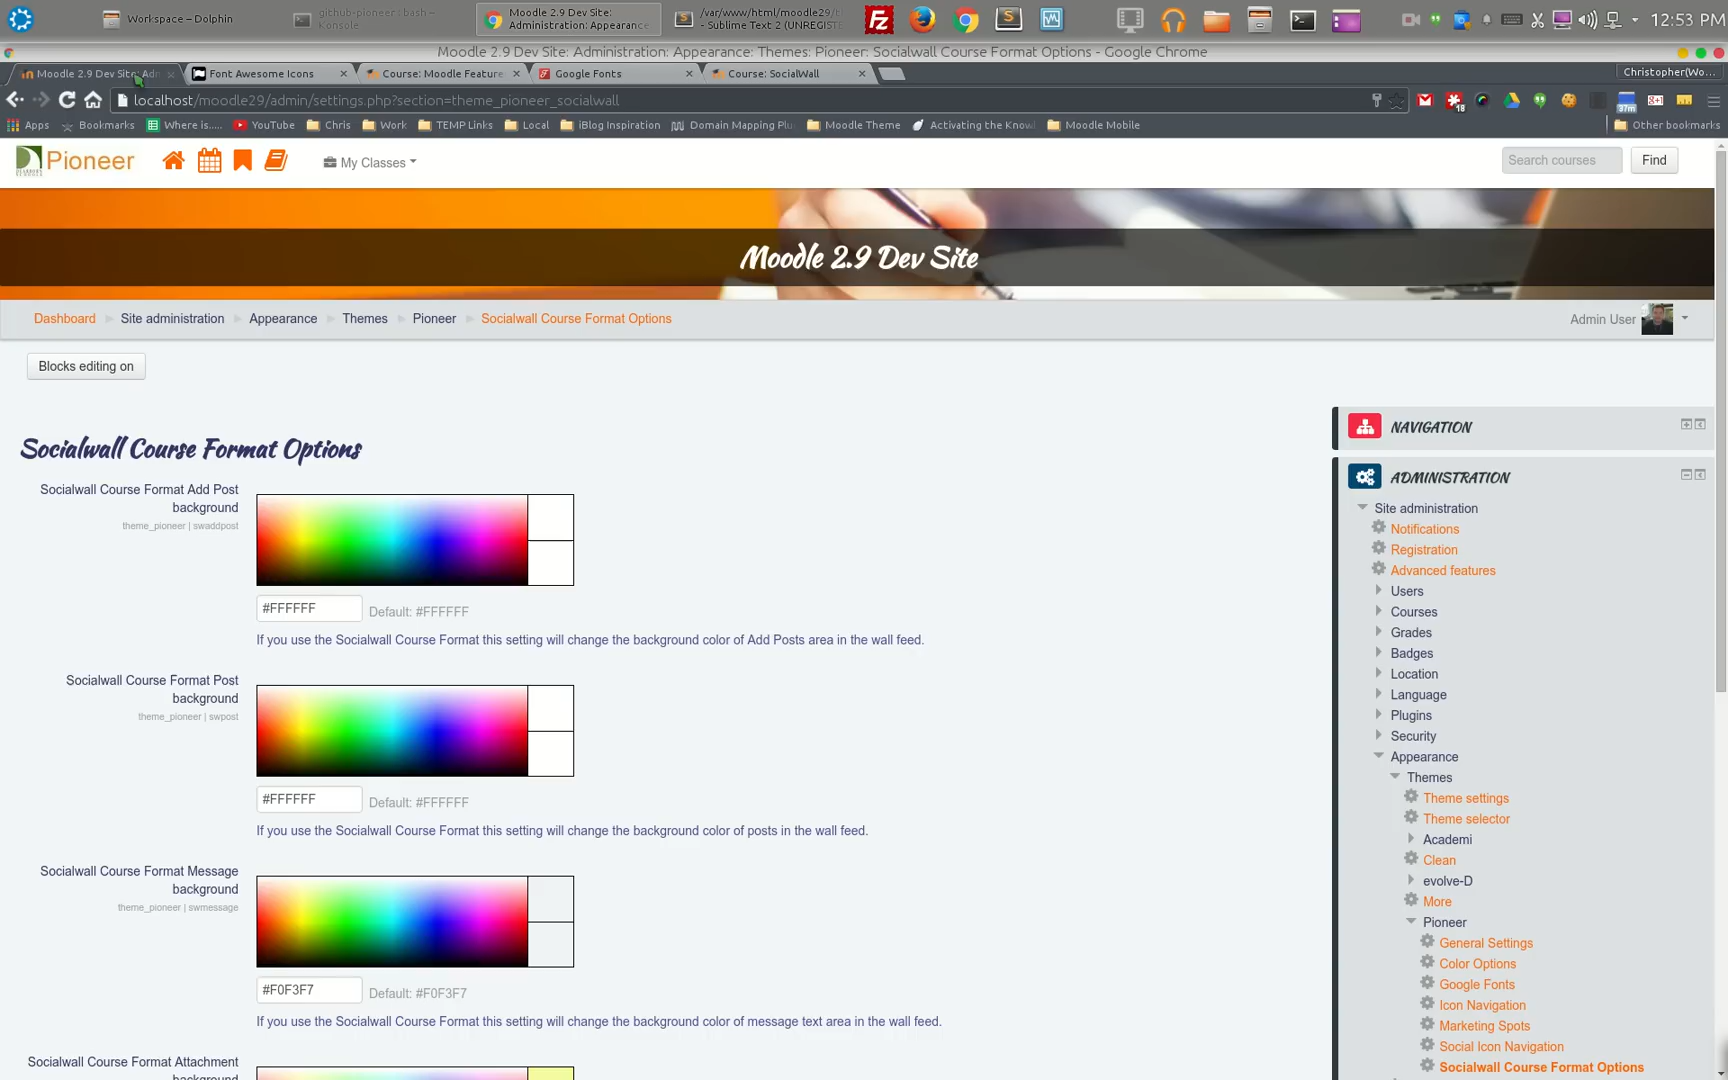 Workspace – Dolphin
github-pioneer : bash –
Konsole
Moodle 2.9 Dev Site:
Administration: Appearance
/var/www/html/moodle29/t
- Sublime Text 2 (UNREGIST
12:53 PM
Moodle 2.9 Dev Site: Administration: Appearance: Themes: Pioneer: Socialwall Course Format Options - Google Chrome
Moodle 2.9 Dev Site: Adm
Font Awesome Icons
Course: Moodle Feature
Google Fonts
Course: SocialWall
Christopher(Wo...
localhost/moodle29/admin/settings.php?section=theme_pioneer_socialwall
Apps
Bookmarks
Where is.....
YouTube
Chris
Work
TEMP Links
Local
iBlog Inspiration
Domain Mapping Plu
Moodle Theme
Activating the Know
Moodle Mobile
Other bookmarks
Pioneer
My Classes
Search courses
Find
Moodle 2.9 Dev Site
Dashboard
Site administration
Appearance
Themes
Pioneer
Socialwall Course Format Options
Admin User
Blocks editing on
Socialwall Course Format Options
Socialwall Course Format Add Post
background
theme_pioneer | swaddpost
#FFFFFF
Default: #FFFFFF
If you use the Socialwall Course Format this setting will change the background color of Add Posts area in the wall feed.
Socialwall Course Format Post
background
theme_pioneer | swpost
#FFFFFF
Default: #FFFFFF
If you use the Socialwall Course Format this setting will change the background color of posts in the wall feed.
Socialwall Course Format Message
background
theme_pioneer | swmessage
#F0F3F7
Default: #F0F3F7
If you use the Socialwall Course Format this setting will change the background color of message text area in the wall feed.
Socialwall Course Format Attachment
background
NAVIGATION
ADMINISTRATION
Site administration
Notifications
Registration
Advanced features
Users
Courses
Grades
Badges
Location
Language
Plugins
Security
Appearance
Themes
Theme settings
Theme selector
Academi
Clean
evolve-D
More
Pioneer
General Settings
Color Options
Google Fonts
Icon Navigation
Marketing Spots
Social Icon Navigation
Socialwall Course Format Options